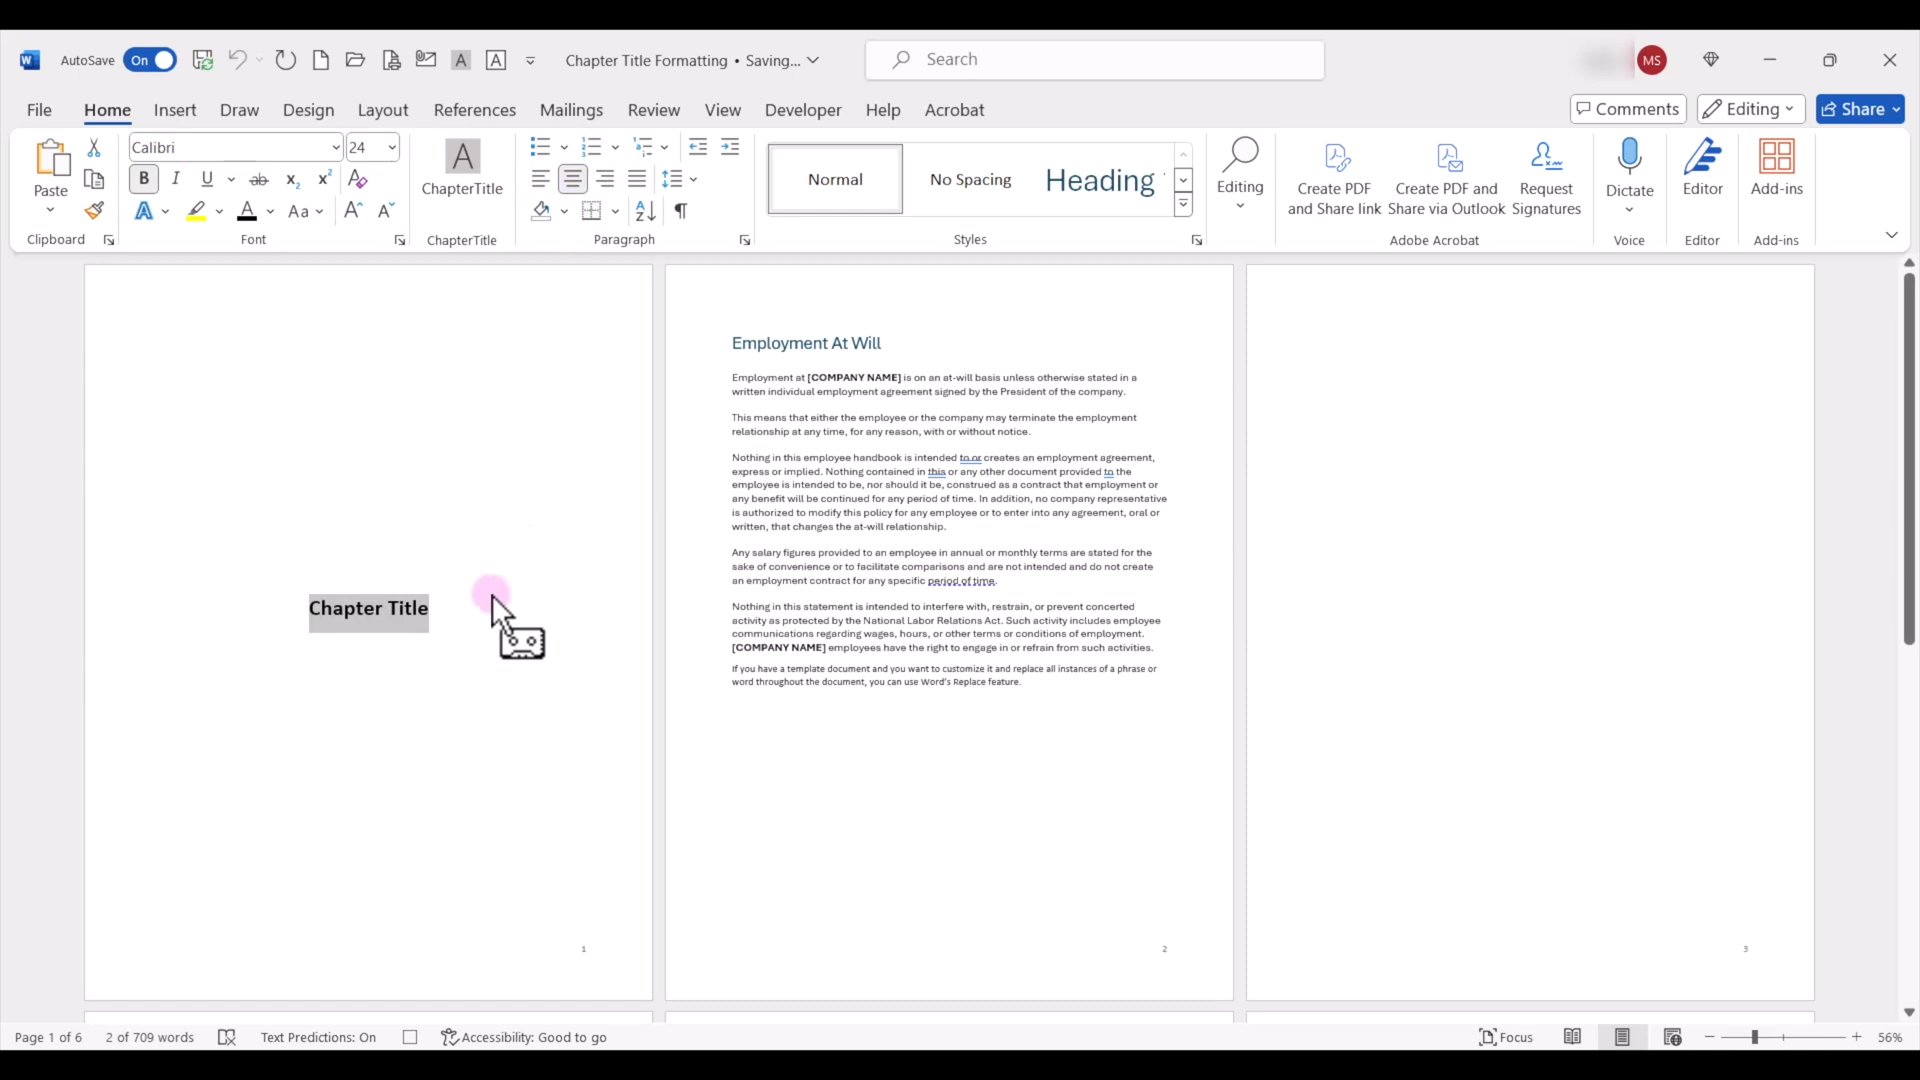 AutoSave On Chapter Title Formatting • Saving... Search MS
File Home Insert Draw Design Layout References Mailings Review View Developer Help Acrobat Comments Editing Share
Paste
Clipboard
Calibri 24
Font
ChapterTitle
ChapterTitle
Paragraph
Normal No Spacing Heading
Styles
Editing
Create PDF and Share link
Create PDF and Share via Outlook
Request Signatures
Adobe Acrobat
Dictate
Voice
Editor
Editor
Add-ins
Add-ins
Chapter Title
1
Employment At Will
Employment at [COMPANY NAME] is on an at-will basis unless otherwise stated in a
written individual employment agreement signed by the President of the company.
This means that either the employee or the company may terminate the employment
relationship at any time, for any reason, with or without notice.
Nothing in this employee handbook is intended to or creates an employment agreement,
express or implied. Nothing contained in this or any other document provided to the
employee is intended to be, nor should it be, construed as a contract that employment or
any benefit will be continued for any period of time. In addition, no company representative
is authorized to modify this policy for any employee or to enter into any agreement, oral or
written, that changes the at-will relationship.
Any salary figures provided to an employee in annual or monthly terms are stated for the
sake of convenience or to facilitate comparisons and are not intended and do not create
an employment contract for any specific period of time.
Nothing in this statement is intended to interfere with, restrain, or prevent concerted
activity as protected by the National Labor Relations Act. Such activity includes employee
communications regarding wages, hours, or other terms or conditions of employment.
[COMPANY NAME] employees have the right to engage in or refrain from such activities.
If you have a template document and you want to customize it and replace all instances of a phrase or
word throughout the document, you can use Word's Replace feature.
2
3
Page 1 of 6 2 of 709 words Text Predictions: On Accessibility: Good to go Focus 56%